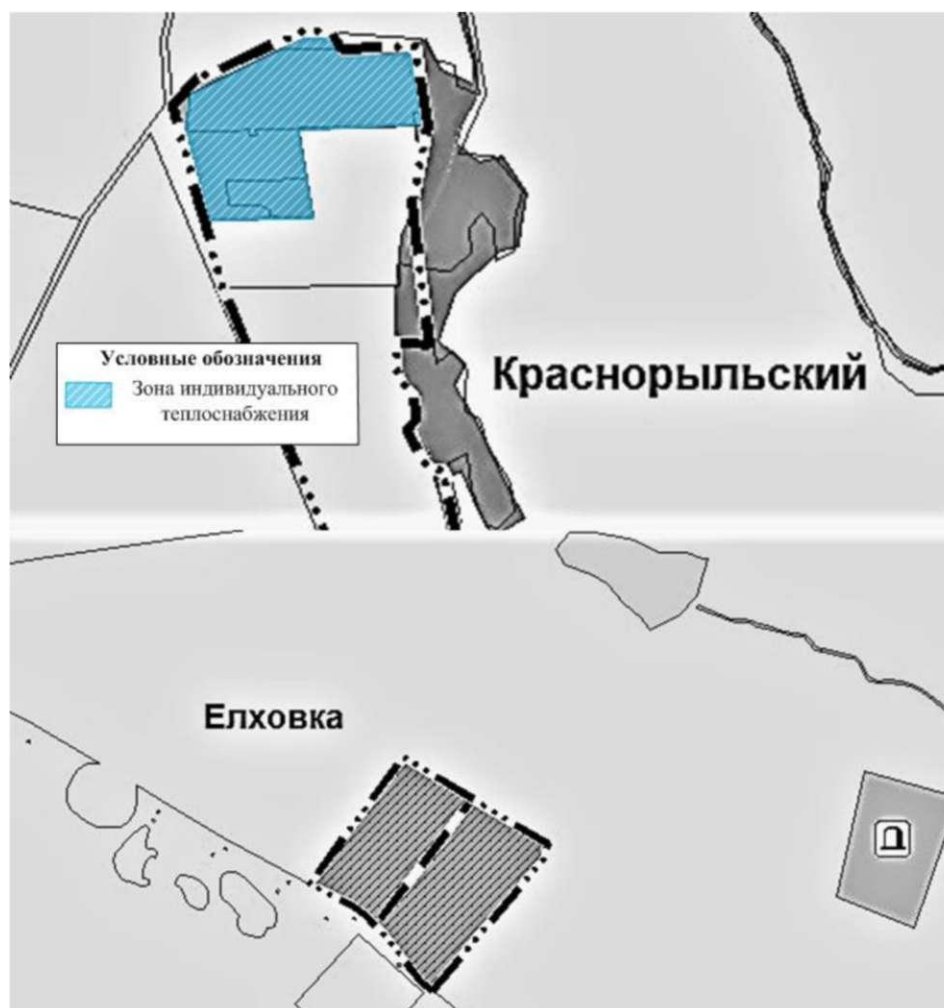 Условные обозначения
Зона индивидуального
теплоснабжения
Краснорыльский
Елховка